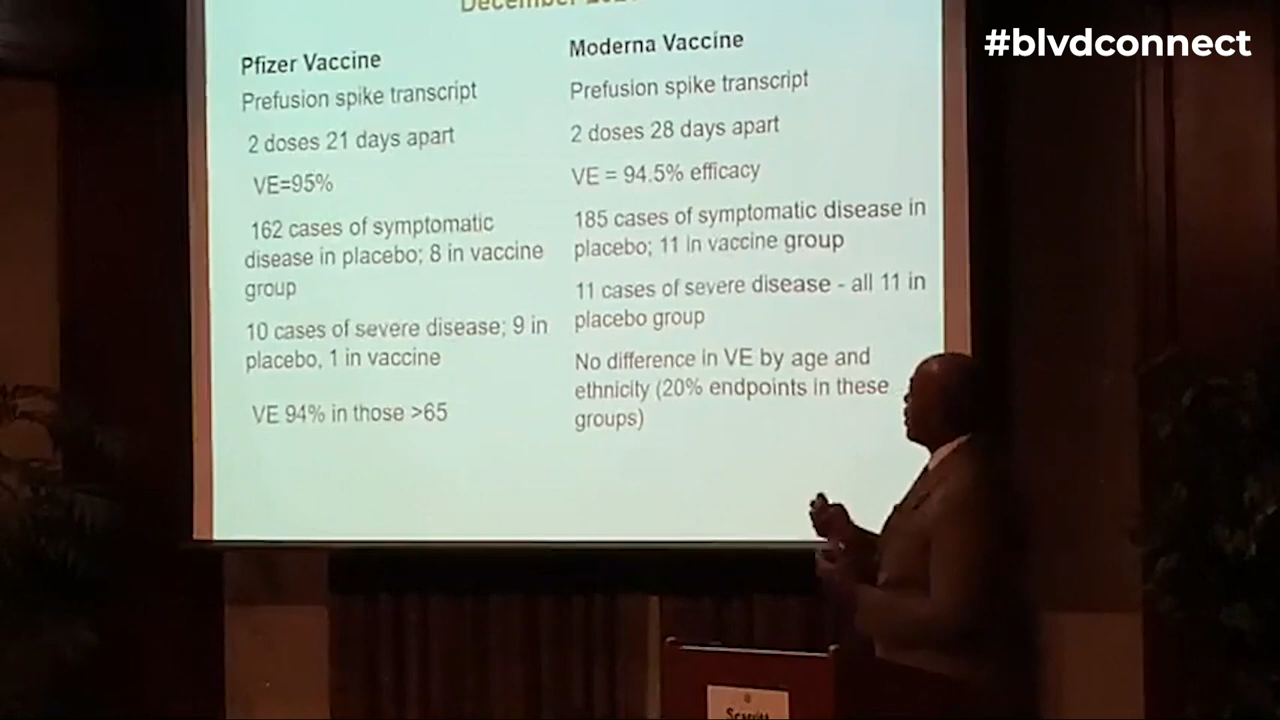 December
#blvdconnect
Pfizer Vaccine
Prefusion spike transcript
2 doses 21 days apart
VE=95%
162 cases of symptomatic
disease in placebo; 8 in vaccine
group
10 cases of severe disease; 9 in
placebo, 1 in vaccine
VE 94% in those >65
Moderna Vaccine
Prefusion spike transcript
2 doses 28 days apart
VE = 94.5% efficacy
185 cases of symptomatic disease in
placebo; 11 in vaccine group
11 cases of severe disease - all 11 in
placebo group
No difference in VE by age and
ethnicity (20% endpoints in these
groups)